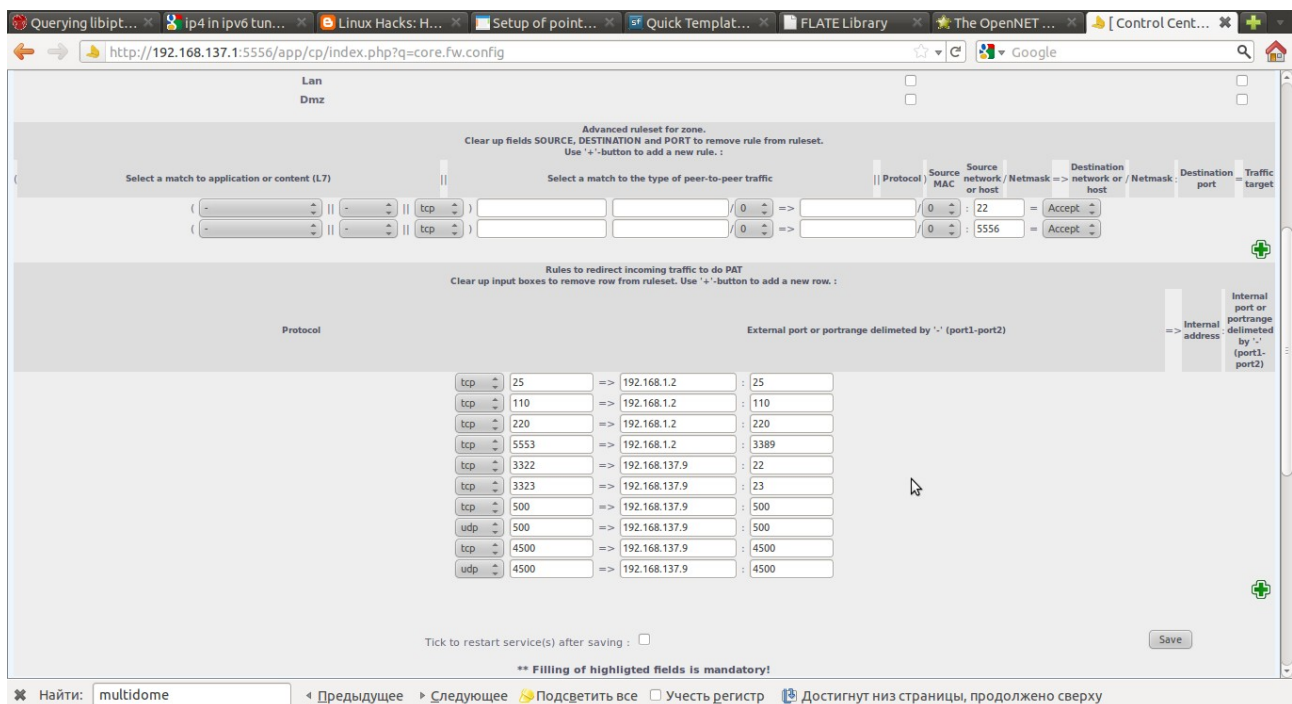 Querying libipt... ip4 in ipv6 tun... Linux Hacks: H... Setup of point... Quick Templat... FLATE Library The OpenNET ... [ Control Cent...
http://192.168.137.1:5556/app/cp/index.php?q=core.fw.config Google
Lan
Dmz
Advanced ruleset for zone.
Clear up fields SOURCE, DESTINATION and PORT to remove rule from ruleset.
Use '+'-button to add a new rule. :
( Select a match to application or content (L7) || Select a match to the type of peer-to-peer traffic || Protocol ) Source MAC Source network or host / Netmask => Destination network or host / Netmask : Destination port = Traffic target
( - || - || tcp ) / 0 => / 0 : 22 = Accept
( - || - || tcp ) / 0 => / 0 : 5556 = Accept
Rules to redirect incoming traffic to do PAT
Clear up input boxes to remove row from ruleset. Use '+'-button to add a new row. :
Protocol External port or portrange delimeted by '-' (port1-port2) => Internal address : Internal port or portrange delimeted by '-' (port1-port2)
tcp 25 => 192.168.1.2 : 25
tcp 110 => 192.168.1.2 : 110
tcp 220 => 192.168.1.2 : 220
tcp 5553 => 192.168.1.2 : 3389
tcp 3322 => 192.168.137.9 : 22
tcp 3323 => 192.168.137.9 : 23
tcp 500 => 192.168.137.9 : 500
udp 500 => 192.168.137.9 : 500
tcp 4500 => 192.168.137.9 : 4500
udp 4500 => 192.168.137.9 : 4500
Tick to restart service(s) after saving : Save
** Filling of highligted fields is mandatory!
Найти: multidome Предыдущее Следующее Подсветить все Учесть регистр Достигнут низ страницы, продолжено сверху